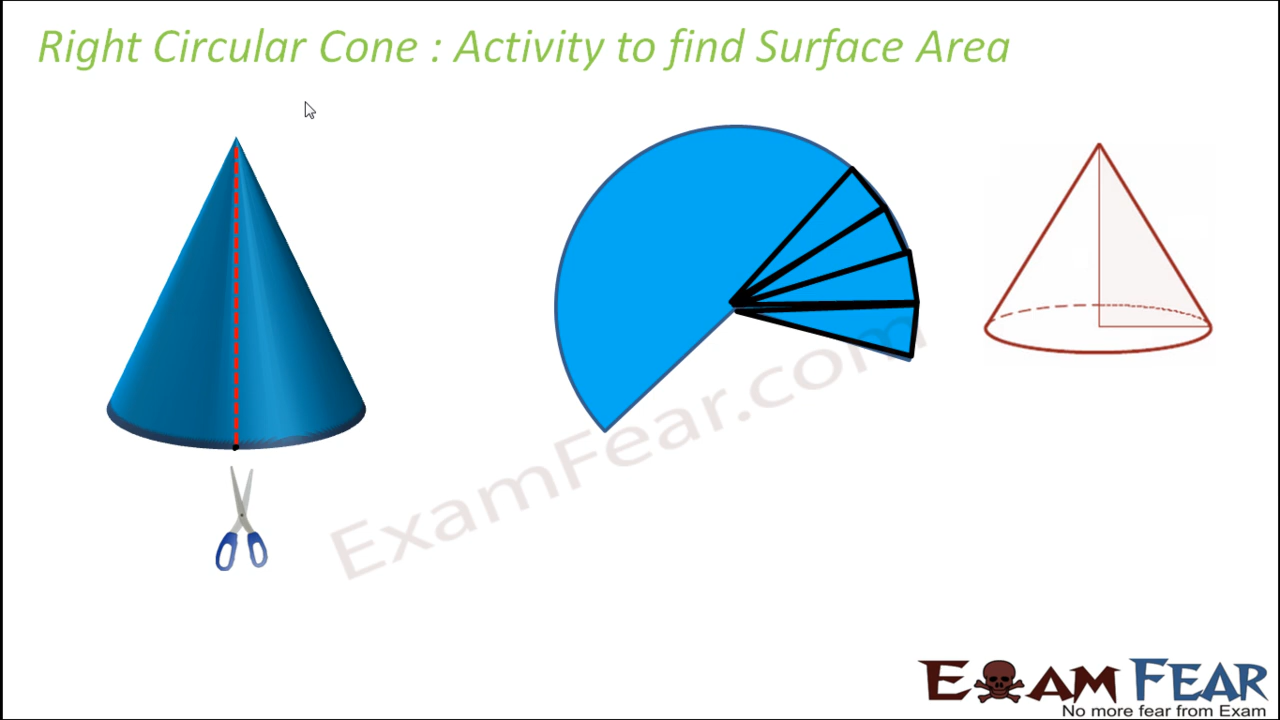 Right Circular Cone : Activity to find Surface Area
ExamFear.com
EXAM FEAR
No more fear from Exam